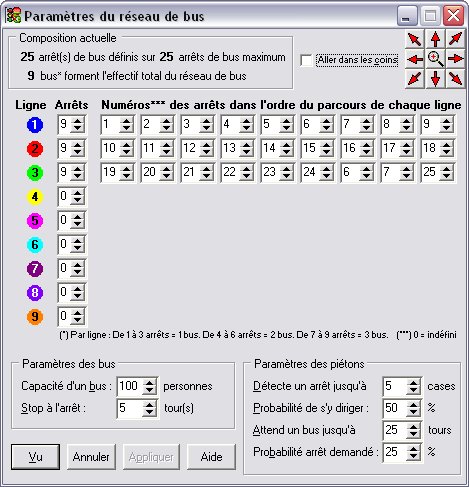 Paramètres du réseau de bus
Composition actuelle
25 arrêt(s) de bus définis sur 25 arrêts de bus maximum
9 bus* forment l'effectif total du réseau de bus
Aller dans les coins
Ligne Arrêts Numéros*** des arrêts dans l'ordre du parcours de chaque ligne
1 9 1 2 3 4 5 6 7 8 9
2 9 10 11 12 13 14 15 16 17 18
3 9 19 20 21 22 23 24 6 7 25
4 0
5 0
6 0
7 0
8 0
9 0
(*) Par ligne : De 1 à 3 arrêts = 1 bus. De 4 à 6 arrêts = 2 bus. De 7 à 9 arrêts = 3 bus. (***) 0 = indéfini
Paramètres des bus
Capacité d'un bus : 100 personnes
Stop à l'arrêt : 5 tour(s)
Paramètres des piétons
Détecte un arrêt jusqu'à 5 cases
Probabilité de s'y diriger : 50 %
Attend un bus jusqu'à 25 tours
Probabilité arrêt demandé : 25 %
Vu Annuler Appliquer Aide